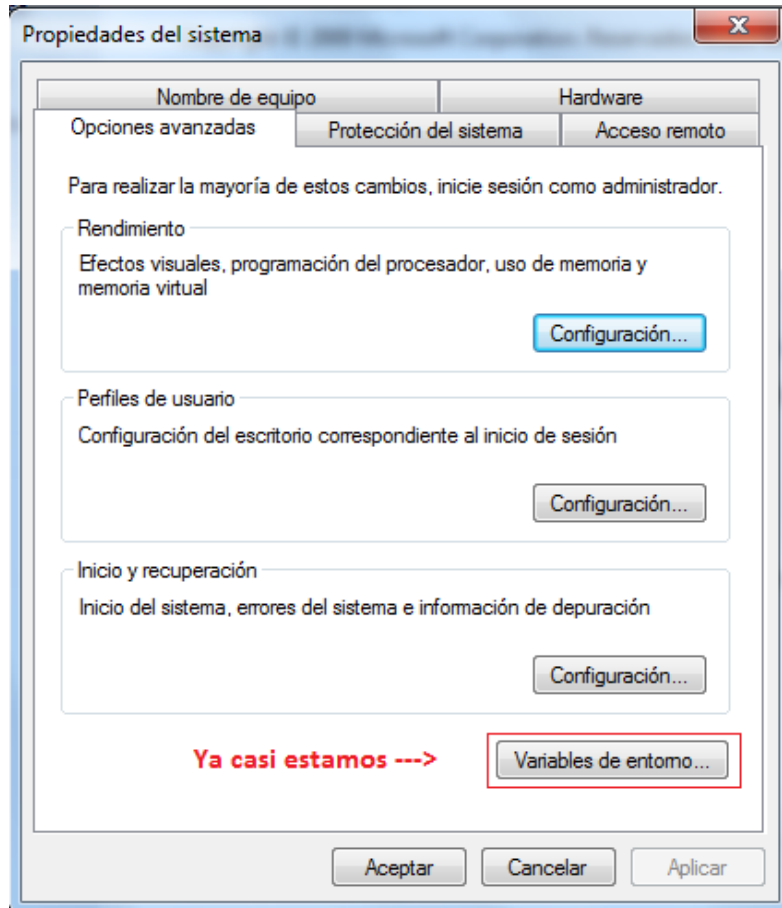 Propiedades del sistema
Nombre de equipo
Hardware
Opciones avanzadas
Protección del sistema
Acceso remoto
Para realizar la mayoría de estos cambios, inicie sesión como administrador.
Rendimiento
Efectos visuales, programación del procesador, uso de memoria y
memoria virtual
Configuración...
Perfiles de usuario
Configuración del escritorio correspondiente al inicio de sesión
Configuración...
Inicio y recuperación
Inicio del sistema, errores del sistema e información de depuración
Configuración...
Ya casi estamos --->
Variables de entorno...
Aceptar
Cancelar
Aplicar